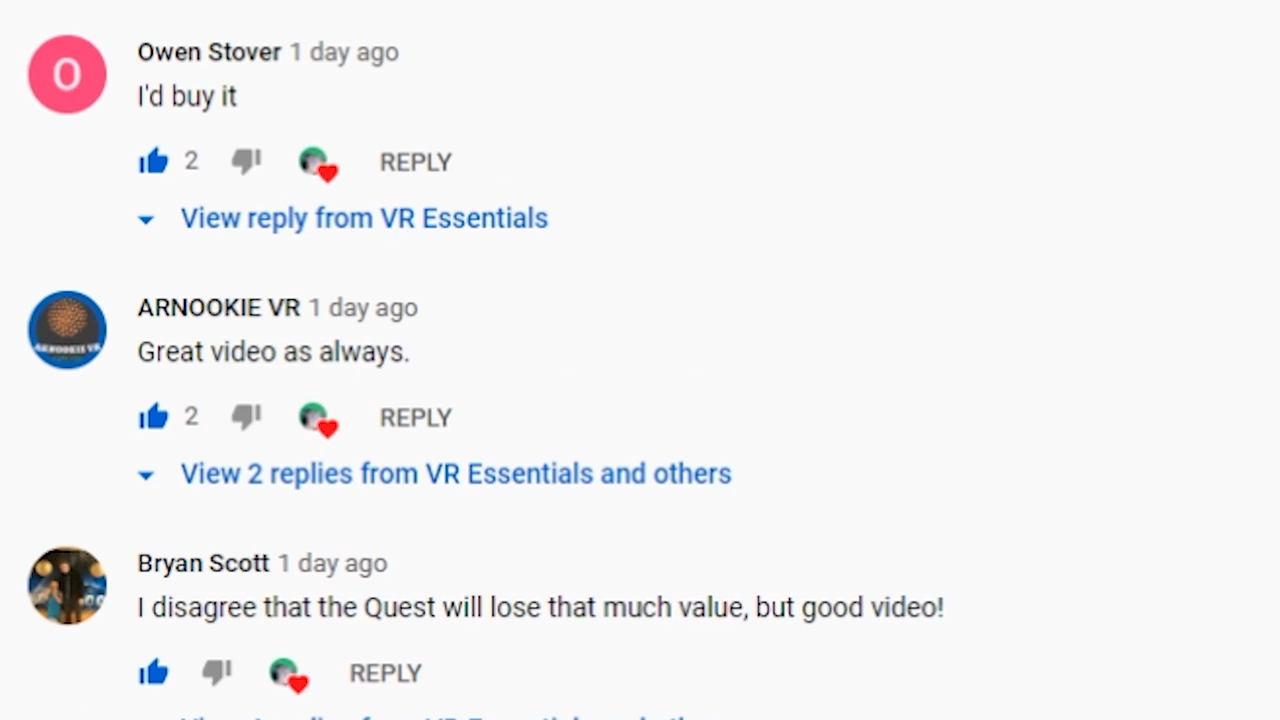 O
Owen Stover 1 day ago
I'd buy it
2
REPLY
View reply from VR Essentials
ARNOOKIE VR
ARNOOKIE VR 1 day ago
Great video as always.
2
REPLY
View 2 replies from VR Essentials and others
Bryan Scott 1 day ago
I disagree that the Quest will lose that much value, but good video!
REPLY